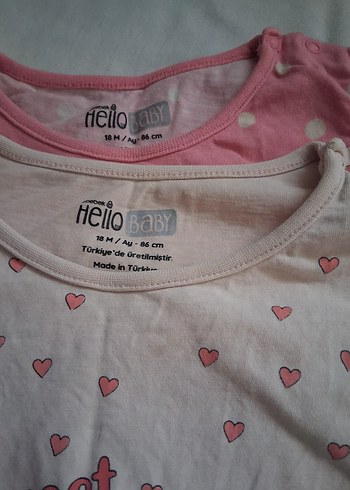 Hello BABY
18 M / Ay - 86 cm
Hello BABY
18 M / Ay - 86 cm
Türkiye'de üretilmiştir.
Made in Türkiye